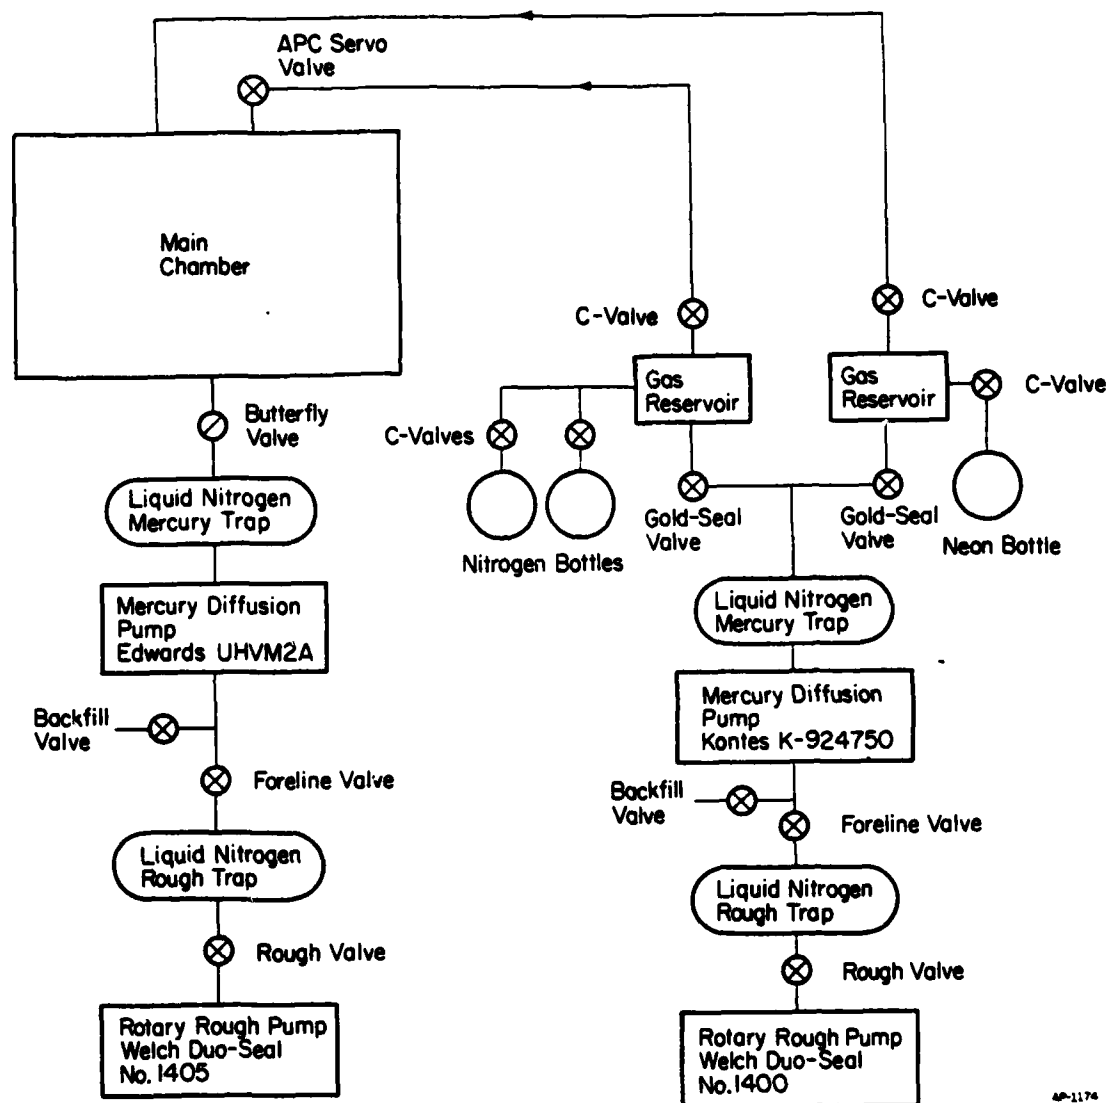 APC Servo
Valve
Main
Chamber
C-Valve
C-Valve
Gas
Reservoir
Gas
Reservoir
C-Valve
Butterfly
Valve
C-Valves
Liquid Nitrogen
Mercury Trap
Gold-Seal
Valve
Gold-Seal
Valve
Nitrogen Bottles
Neon Bottle
Mercury Diffusion
Pump
Edwards UHVM2A
Liquid Nitrogen
Mercury Trap
Backfill
Valve
Mercury Diffusion
Pump
Kontes K-924750
Foreline Valve
Backfill
Valve
Foreline Valve
Liquid Nitrogen
Rough Trap
Liquid Nitrogen
Rough Trap
Rough Valve
Rough Valve
Rotary Rough Pump
Welch Duo-Seal
No. 1405
Rotary Rough Pump
Welch Duo-Seal
No. 1400
AP-1174